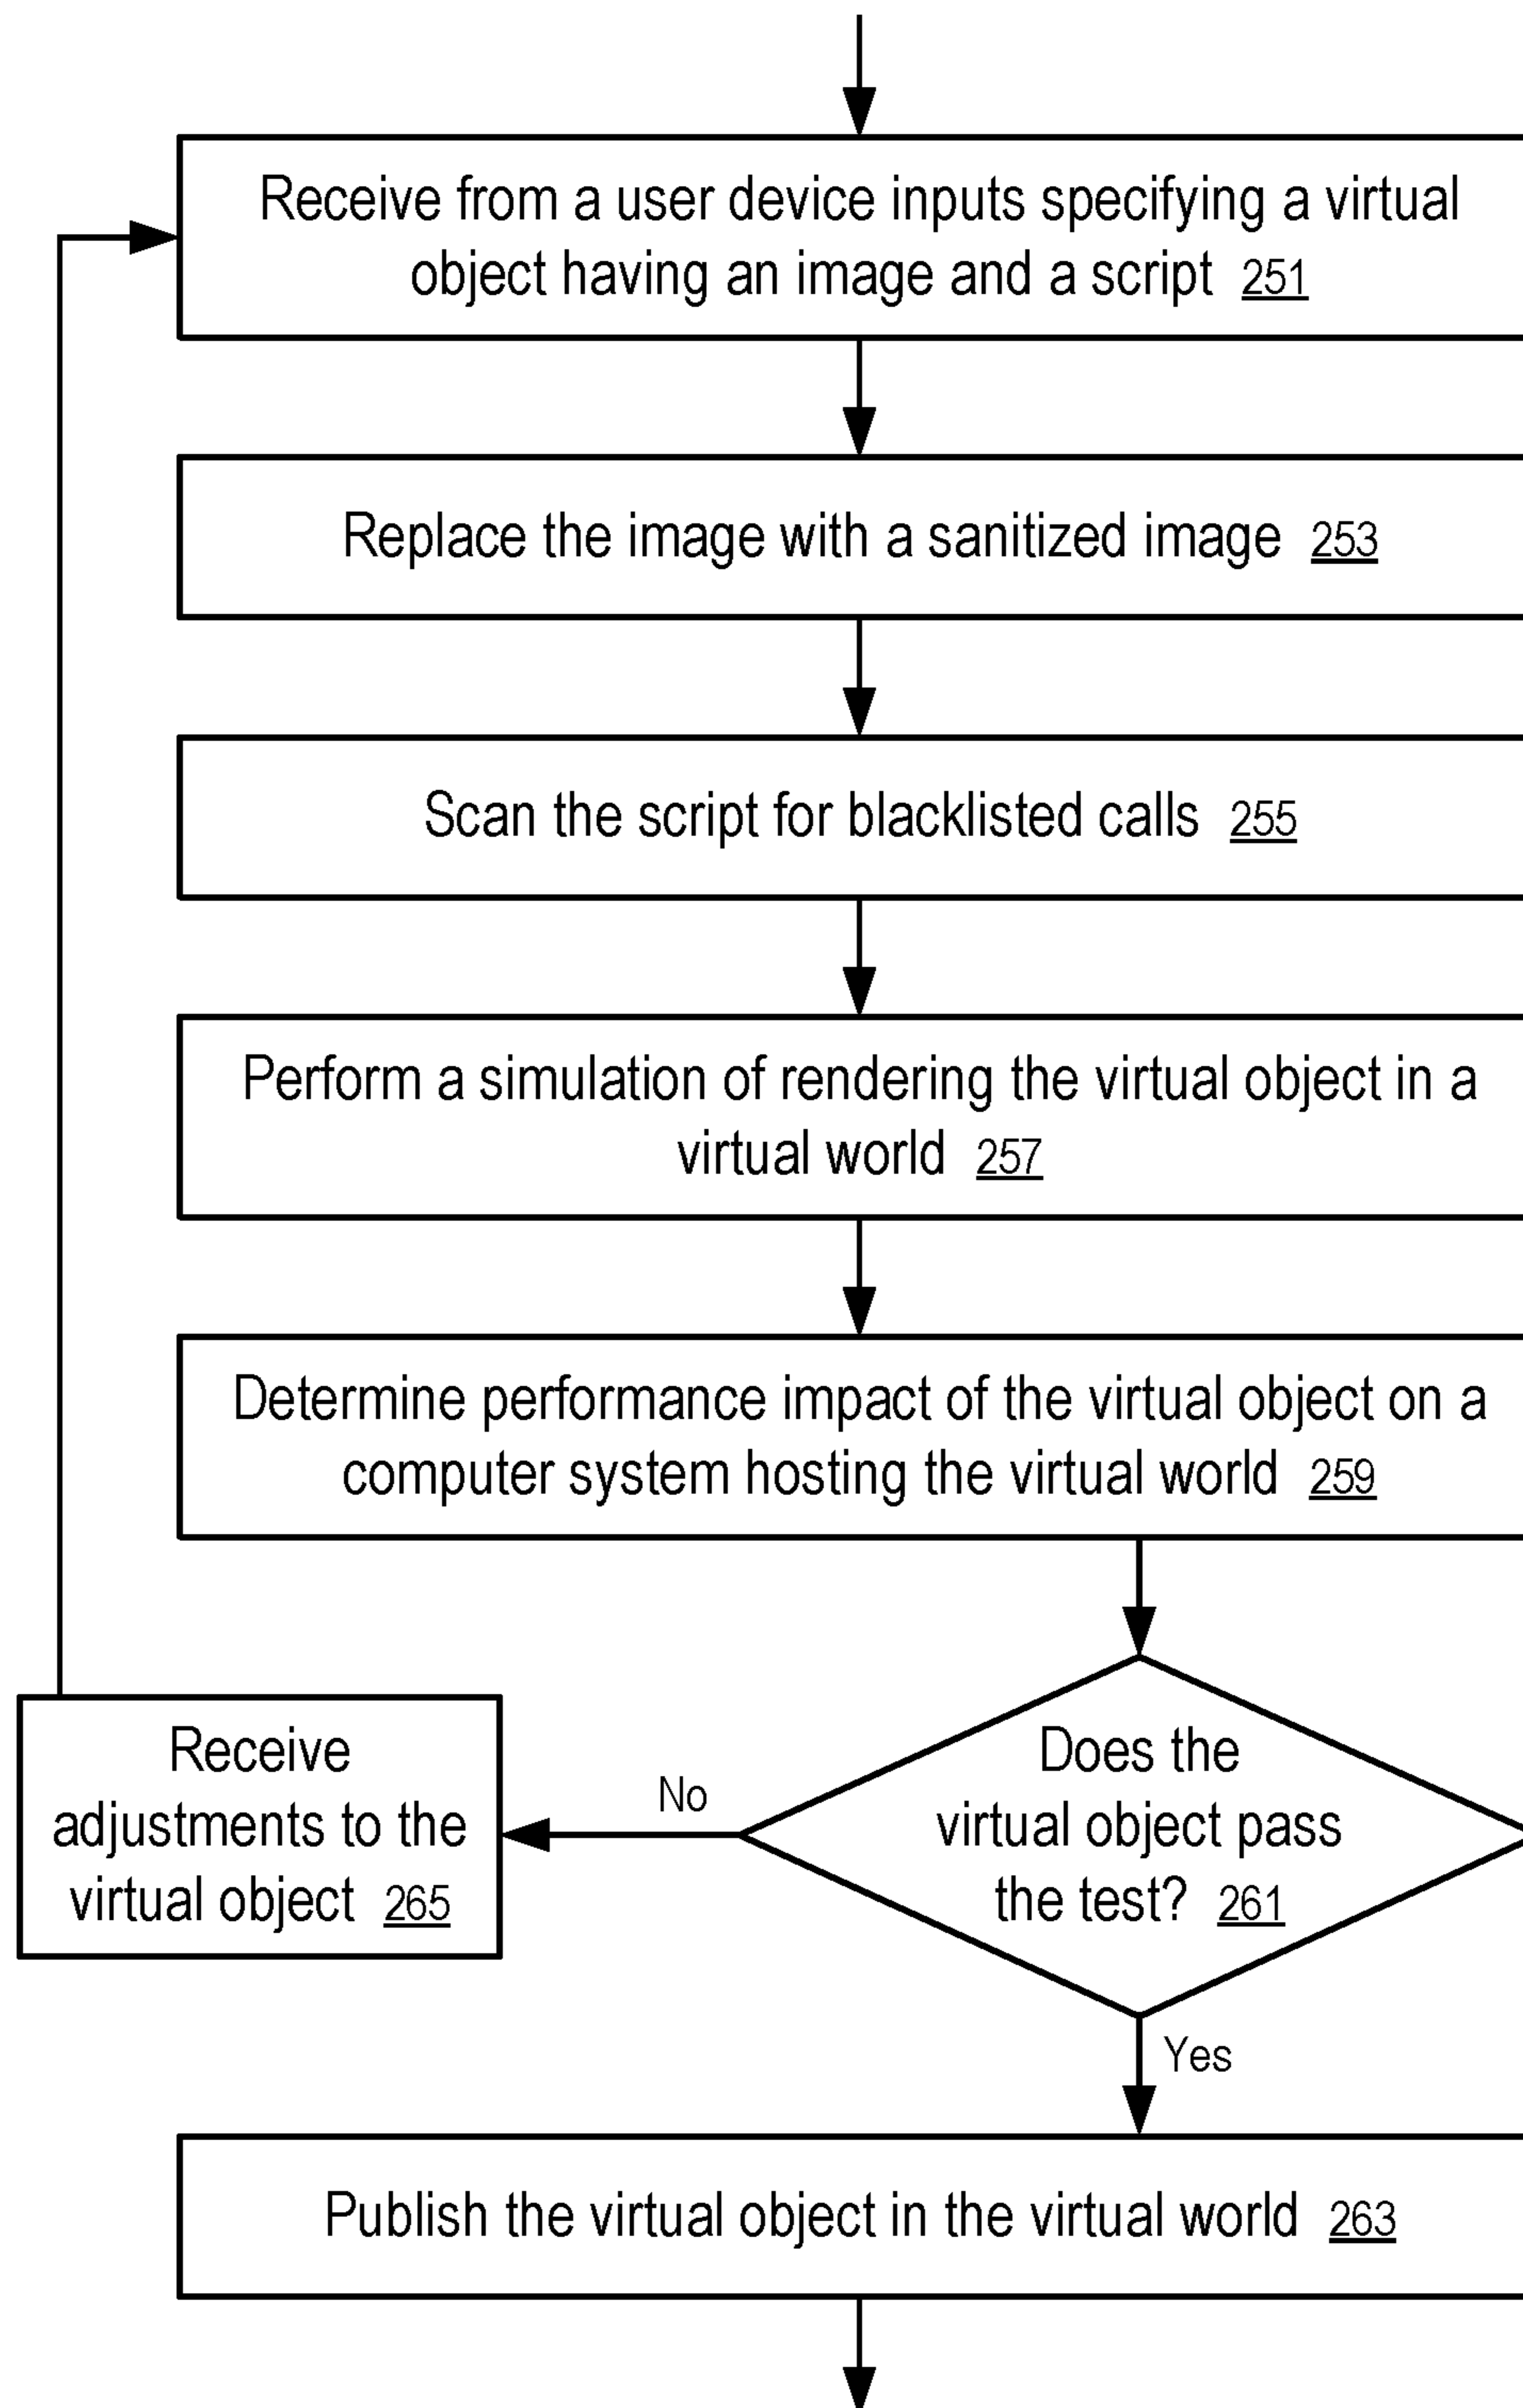 Receive from a user device inputs specifying a virtual
object having an image and a script 251
Replace the image with a sanitized image 253
Scan the script for blacklisted calls 255
Perform a simulation of rendering the virtual object in a
virtual world 257
Determine performance impact of the virtual object on a
computer system hosting the virtual world 259
Does the
virtual object pass
the test? 261
No
Receive
adjustments to the
virtual object 265
Yes
Publish the virtual object in the virtual world 263